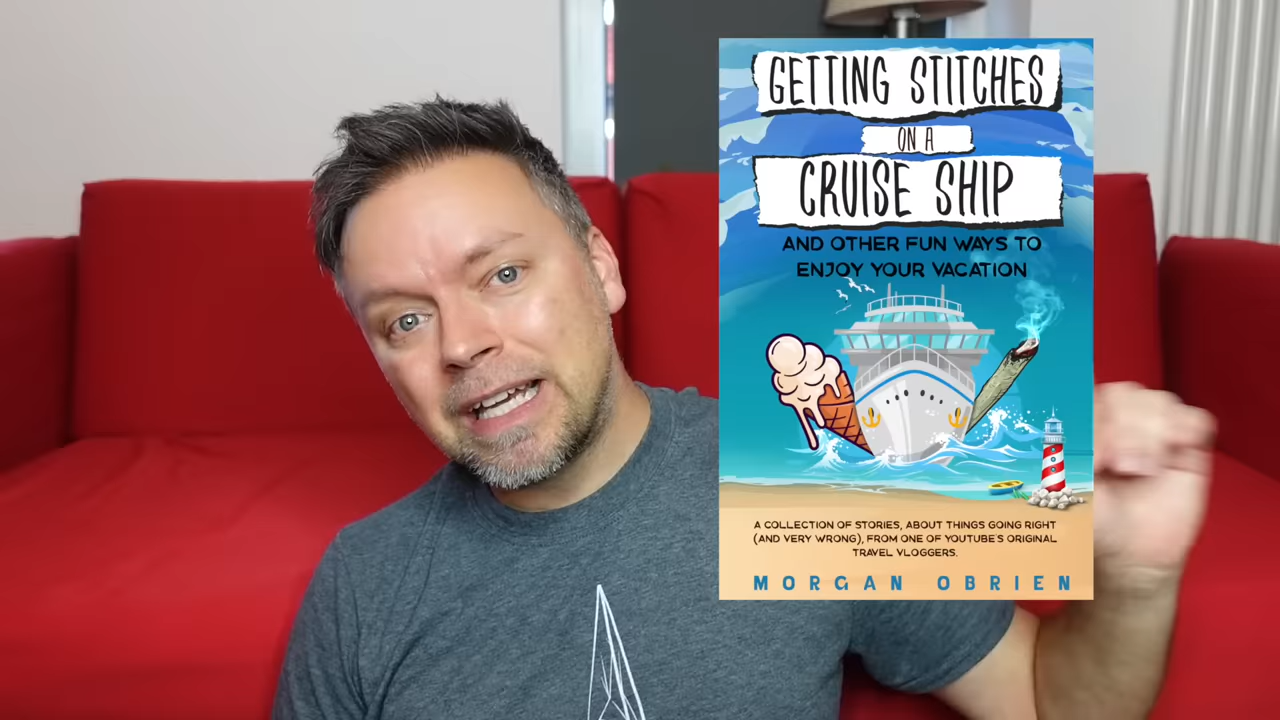 GETTING STITCHES
ON A
CRUISE SHIP
AND OTHER FUN WAYS TO
ENJOY YOUR VACATION
A COLLECTION OF STORIES, ABOUT THINGS GOING RIGHT
(AND VERY WRONG), FROM ONE OF YOUTUBE'S ORIGINAL
TRAVEL VLOGGERS.
MORGAN OBRIEN